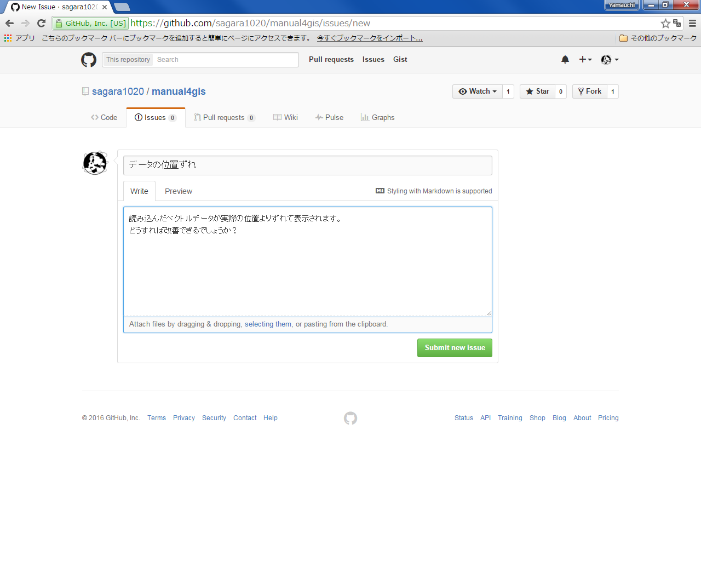 New Issue · sagara102
Yamauchi
GitHub, Inc. [US] https://github.com/sagara1020/manual4gis/issues/new
アプリ こちらのブックマーク バーにブックマークを追加すると簡単にページにアクセスできます。 今すぐブックマークをインポート... その他のブックマーク
This repository Search Pull requests Issues Gist
sagara1020 / manual4gis Watch 1 Star 0 Fork 1
Code Issues 0 Pull requests 0 Wiki Pulse Graphs
データの位置ずれ
Write Preview Styling with Markdown is supported
読み込んだベクトルデータが実際の位置よりずれて表示されます。
どうすれば改善できるでしょうか？
Attach files by dragging & dropping, selecting them, or pasting from the clipboard.
Submit new issue
© 2016 GitHub, Inc. Terms Privacy Security Contact Help Status API Training Shop Blog About Pricing